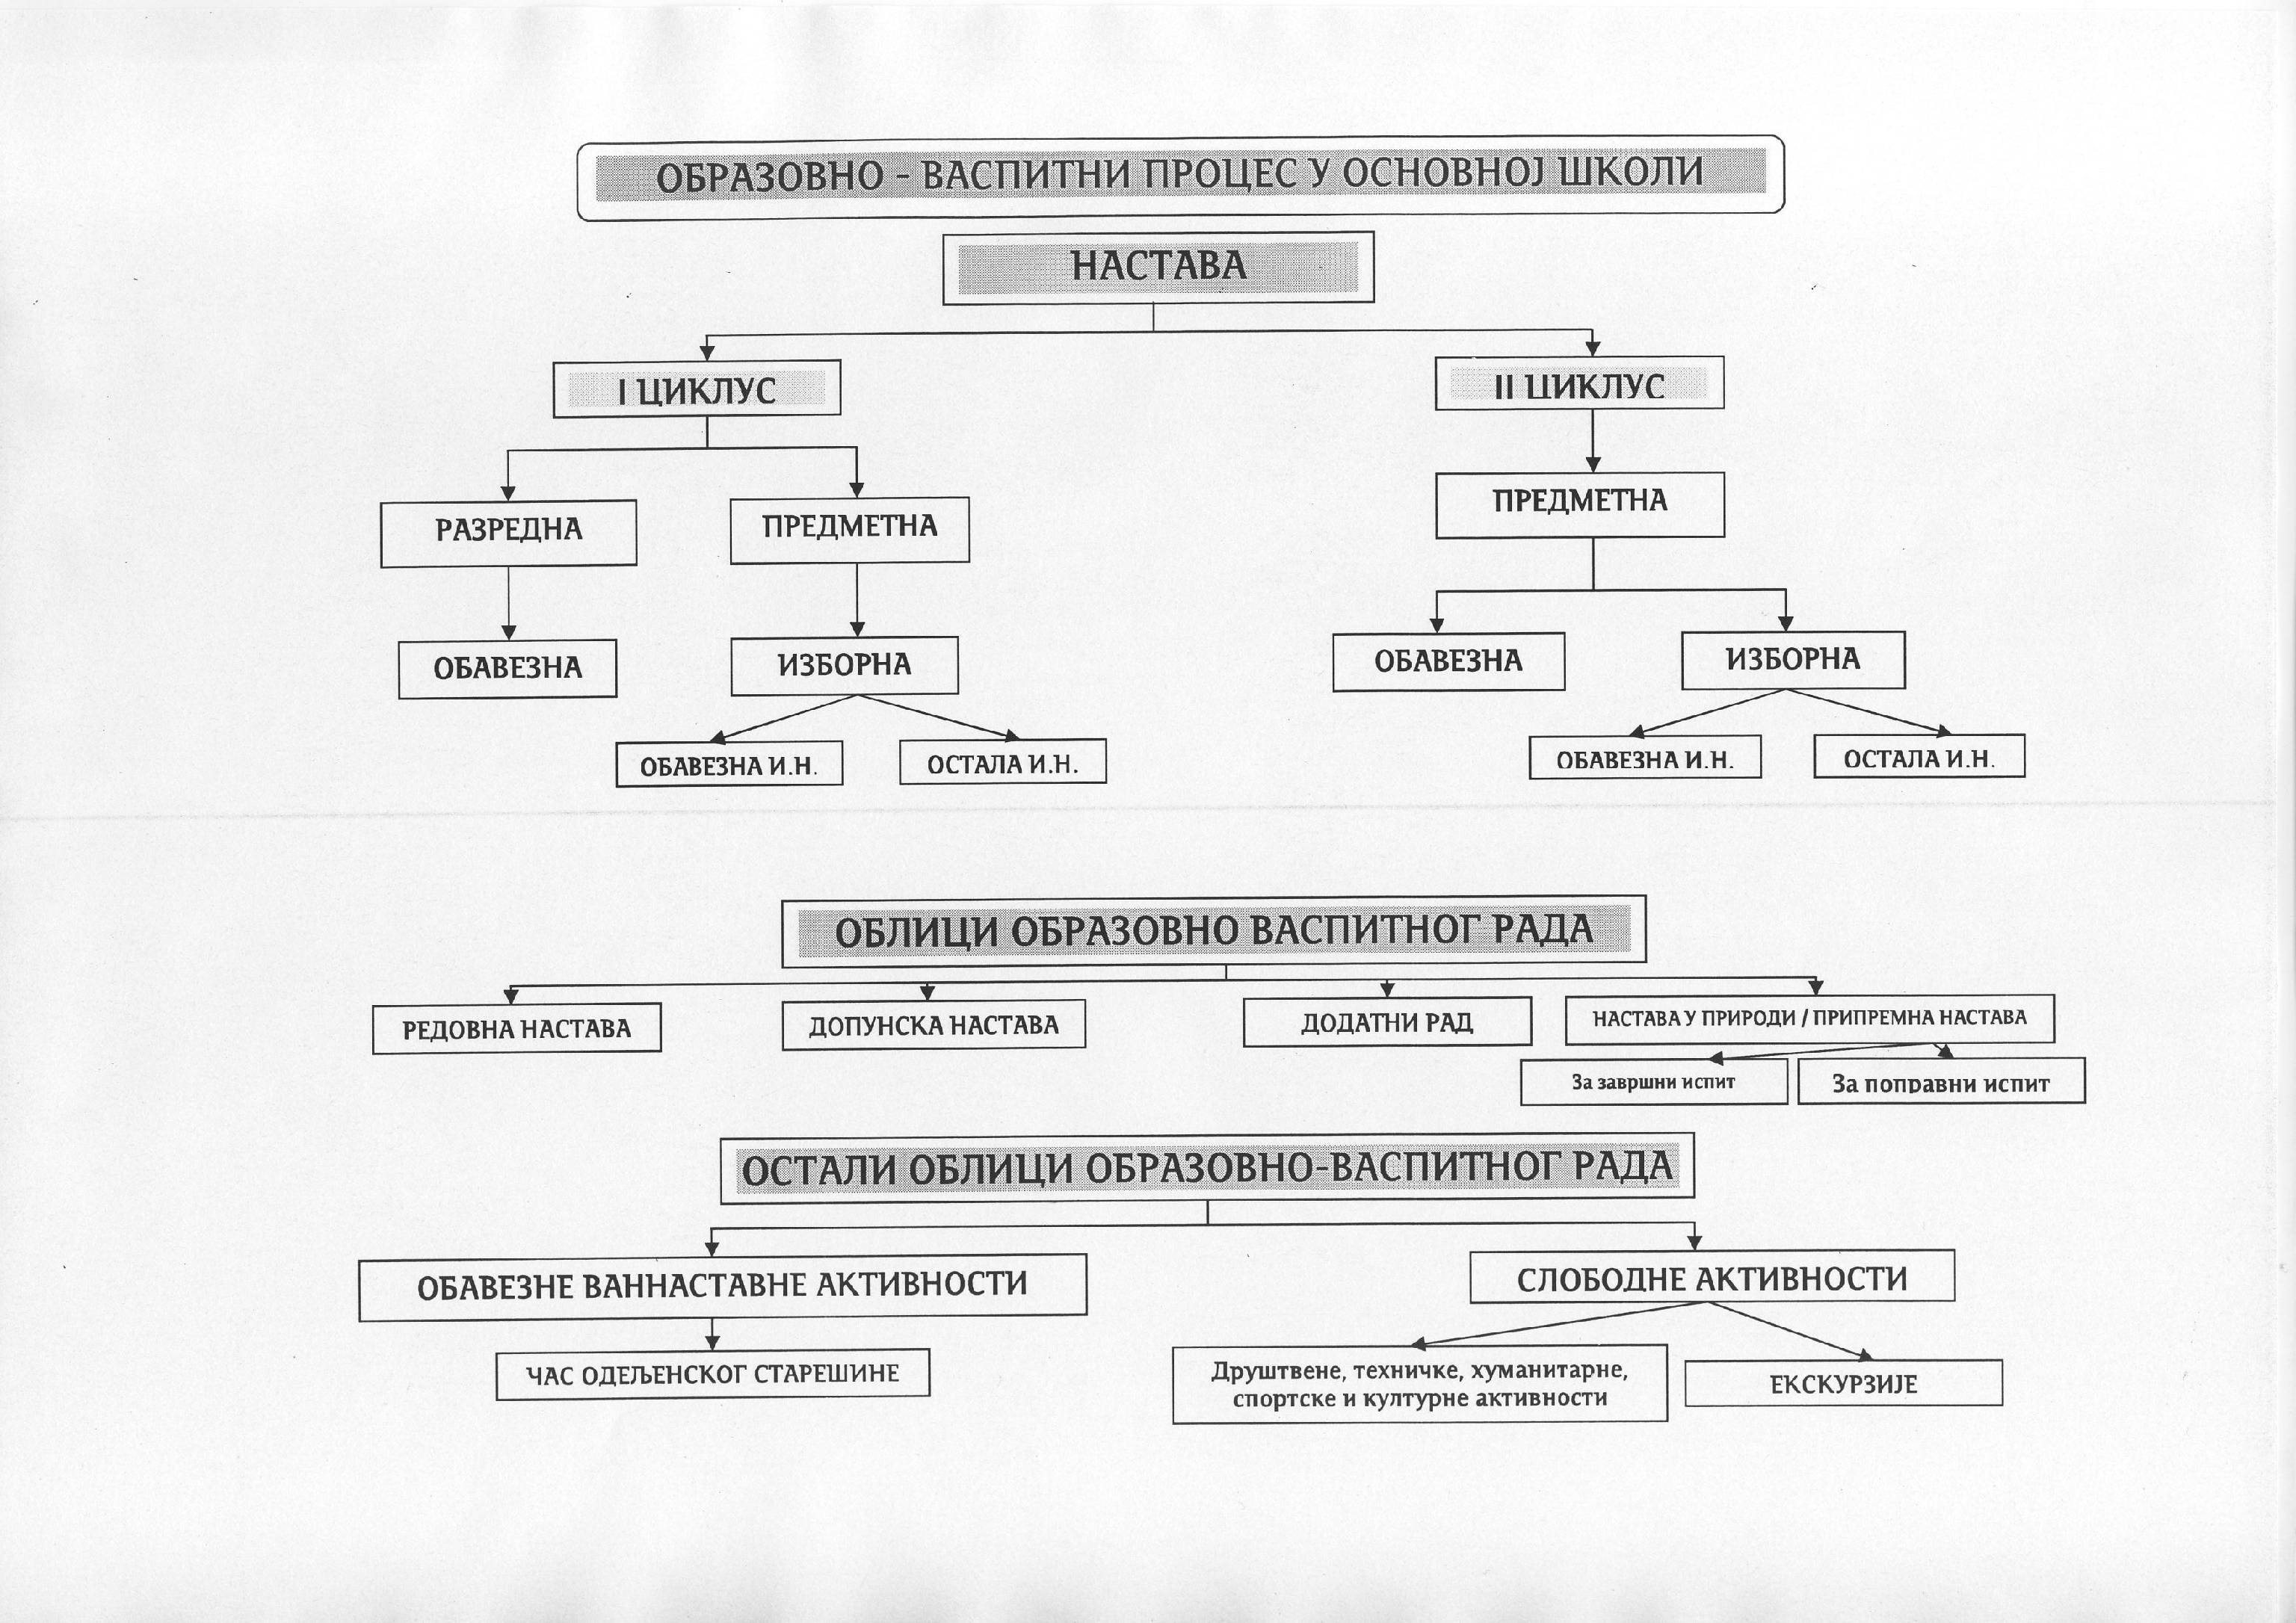 ОБРАЗОВНО - ВАСПИТНИ ПРОЦЕС У ОСНОВНОЈ ШКОЛИ
НАСТАВА
I ЦИКЛУС
II ЦИКЛУС
РАЗРЕДНА
ПРЕДМЕТНА
ПРЕДМЕТНА
ОБАВЕЗНА
ИЗБОРНА
ОБАВЕЗНА
ИЗБОРНА
ОБАВЕЗНА И.Н.
ОСТАЛА И.Н.
ОБАВЕЗНА И.Н.
ОСТАЛА И.Н.
ОБЛИЦИ ОБРАЗОВНО ВАСПИТНОГ РАДА
РЕДОВНА НАСТАВА
ДОПУНСКА НАСТАВА
ДОДАТНИ РАД
НАСТАВА У ПРИРОДИ / ПРИПРЕМНА НАСТАВА
За завршни испит
За поправни испит
ОСТАЛИ ОБЛИЦИ ОБРАЗОВНО-ВАСПИТНОГ РАДА
ОБАВЕЗНЕ ВАННАСТАВНЕ АКТИВНОСТИ
СЛОБОДНЕ АКТИВНОСТИ
ЧАС ОДЕЉЕНСКОГ СТАРЕШИНЕ
Друштвене, техничке, хуманитарне,
спортске и културне активности
ЕКСКУРЗИЈЕ